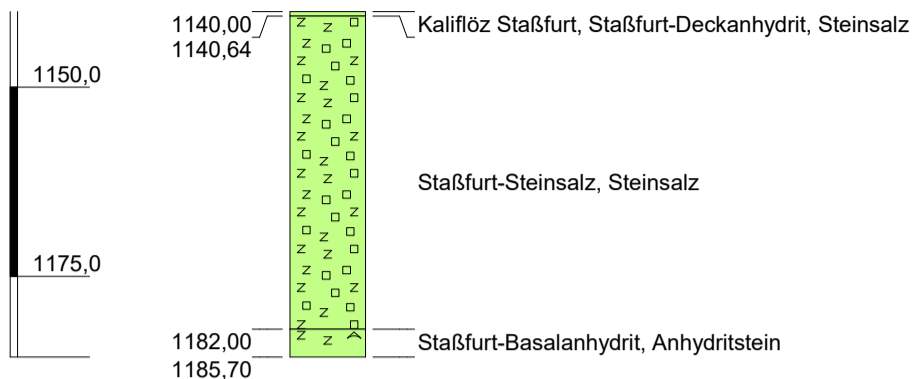 1140,00 Kaliflöz Staßfurt, Staßfurt-Deckanhydrit, Steinsalz
1140,64
1150,0
Staßfurt-Steinsalz, Steinsalz
1175,0
1182,00 Staßfurt-Basalanhydrit, Anhydritstein
1185,70